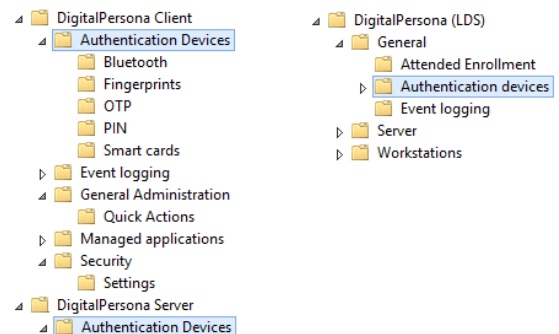 DigitalPersona Client
Authentication Devices
Bluetooth
Fingerprints
OTP
PIN
Smart cards
Event logging
General Administration
Quick Actions
Managed applications
Security
Settings
DigitalPersona Server
Authentication Devices
DigitalPersona (LDS)
General
Attended Enrollment
Authentication devices
Event logging
Server
Workstations